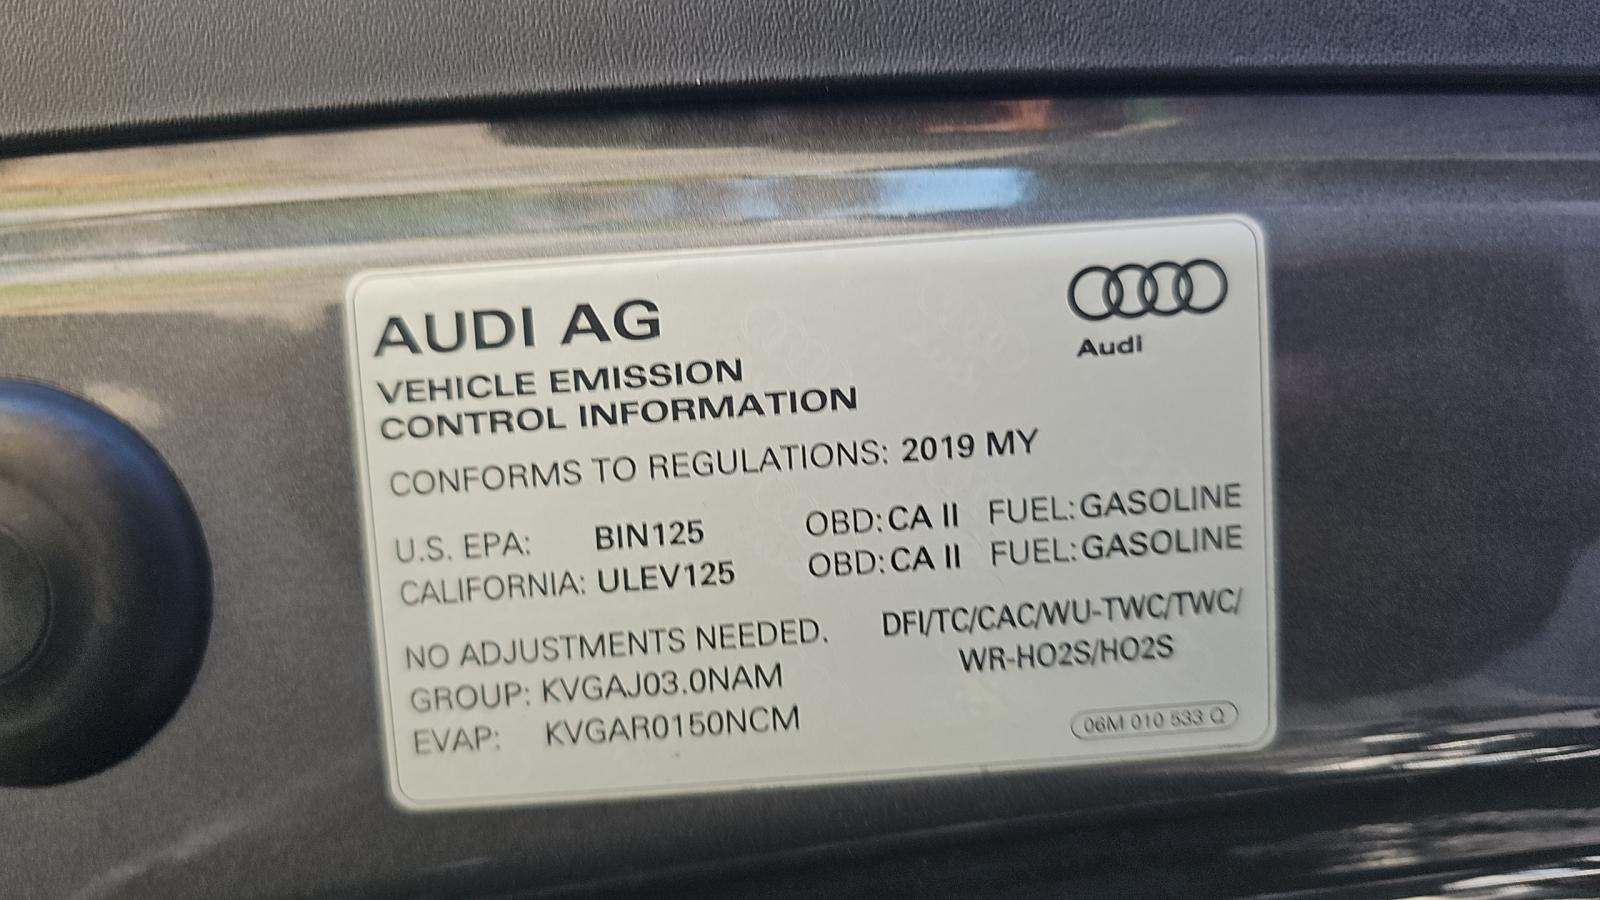 AUDI AG
Audi
VEHICLE EMISSION
CONTROL INFORMATION
CONFORMS TO REGULATIONS: 2019 MY
U.S. EPA: BIN125 OBD: CA II FUEL: GASOLINE
CALIFORNIA: ULEV125 OBD: CA II FUEL: GASOLINE
NO ADJUSTMENTS NEEDED. DFI/TC/CAC/WU-TWC/TWC/
WR-HO2S/HO2S
GROUP: KVGAJ03.0NAM
EVAP: KVGAR0150NCM
06M 010 533 Q